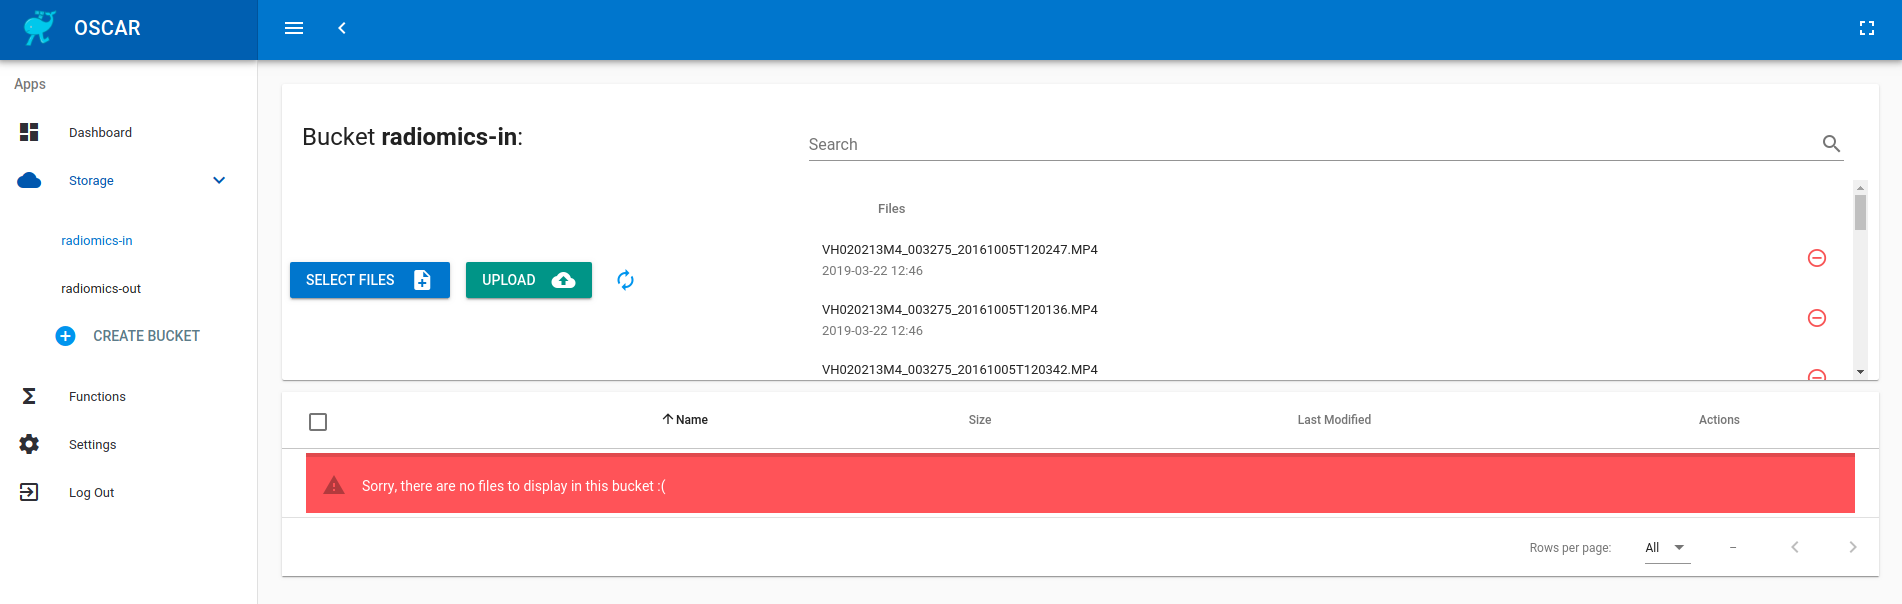 OSCAR
Apps
Dashboard
Storage
radiomics-in
radiomics-out
CREATE BUCKET
Functions
Settings
Log Out
Bucket radiomics-in:
Search
SELECT FILES
UPLOAD
Files
VH020213M4_003275_20161005T120247.MP4
2019-03-22 12:46
VH020213M4_003275_20161005T120136.MP4
2019-03-22 12:46
VH020213M4_003275_20161005T120342.MP4
Name Size Last Modified Actions
Sorry, there are no files to display in this bucket :(
Rows per page: All –